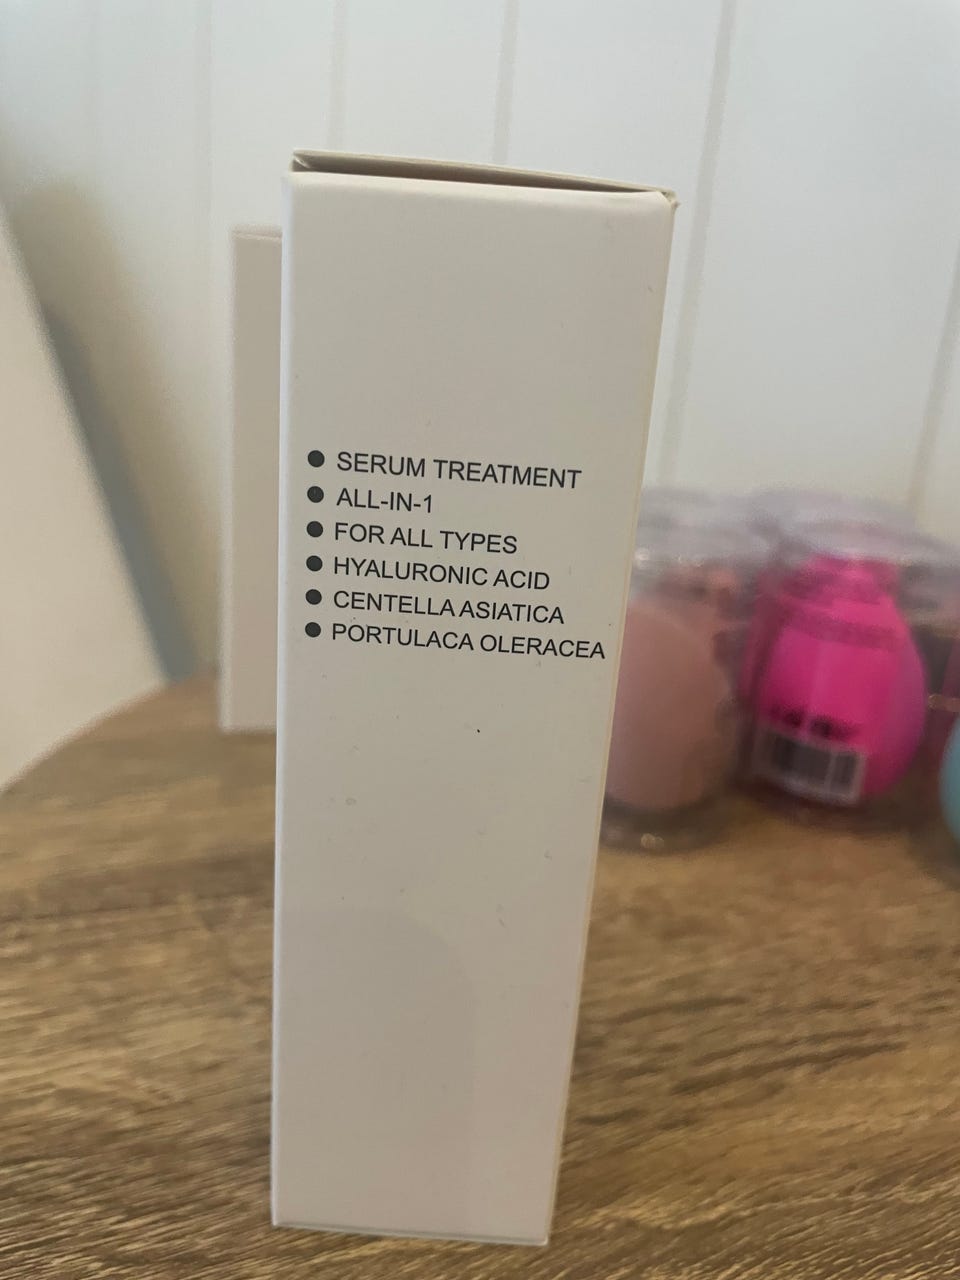 ● SERUM TREATMENT
● ALL-IN-1
● FOR ALL TYPES
● HYALURONIC ACID
● CENTELLA ASIATICA
● PORTULACA OLERACEA